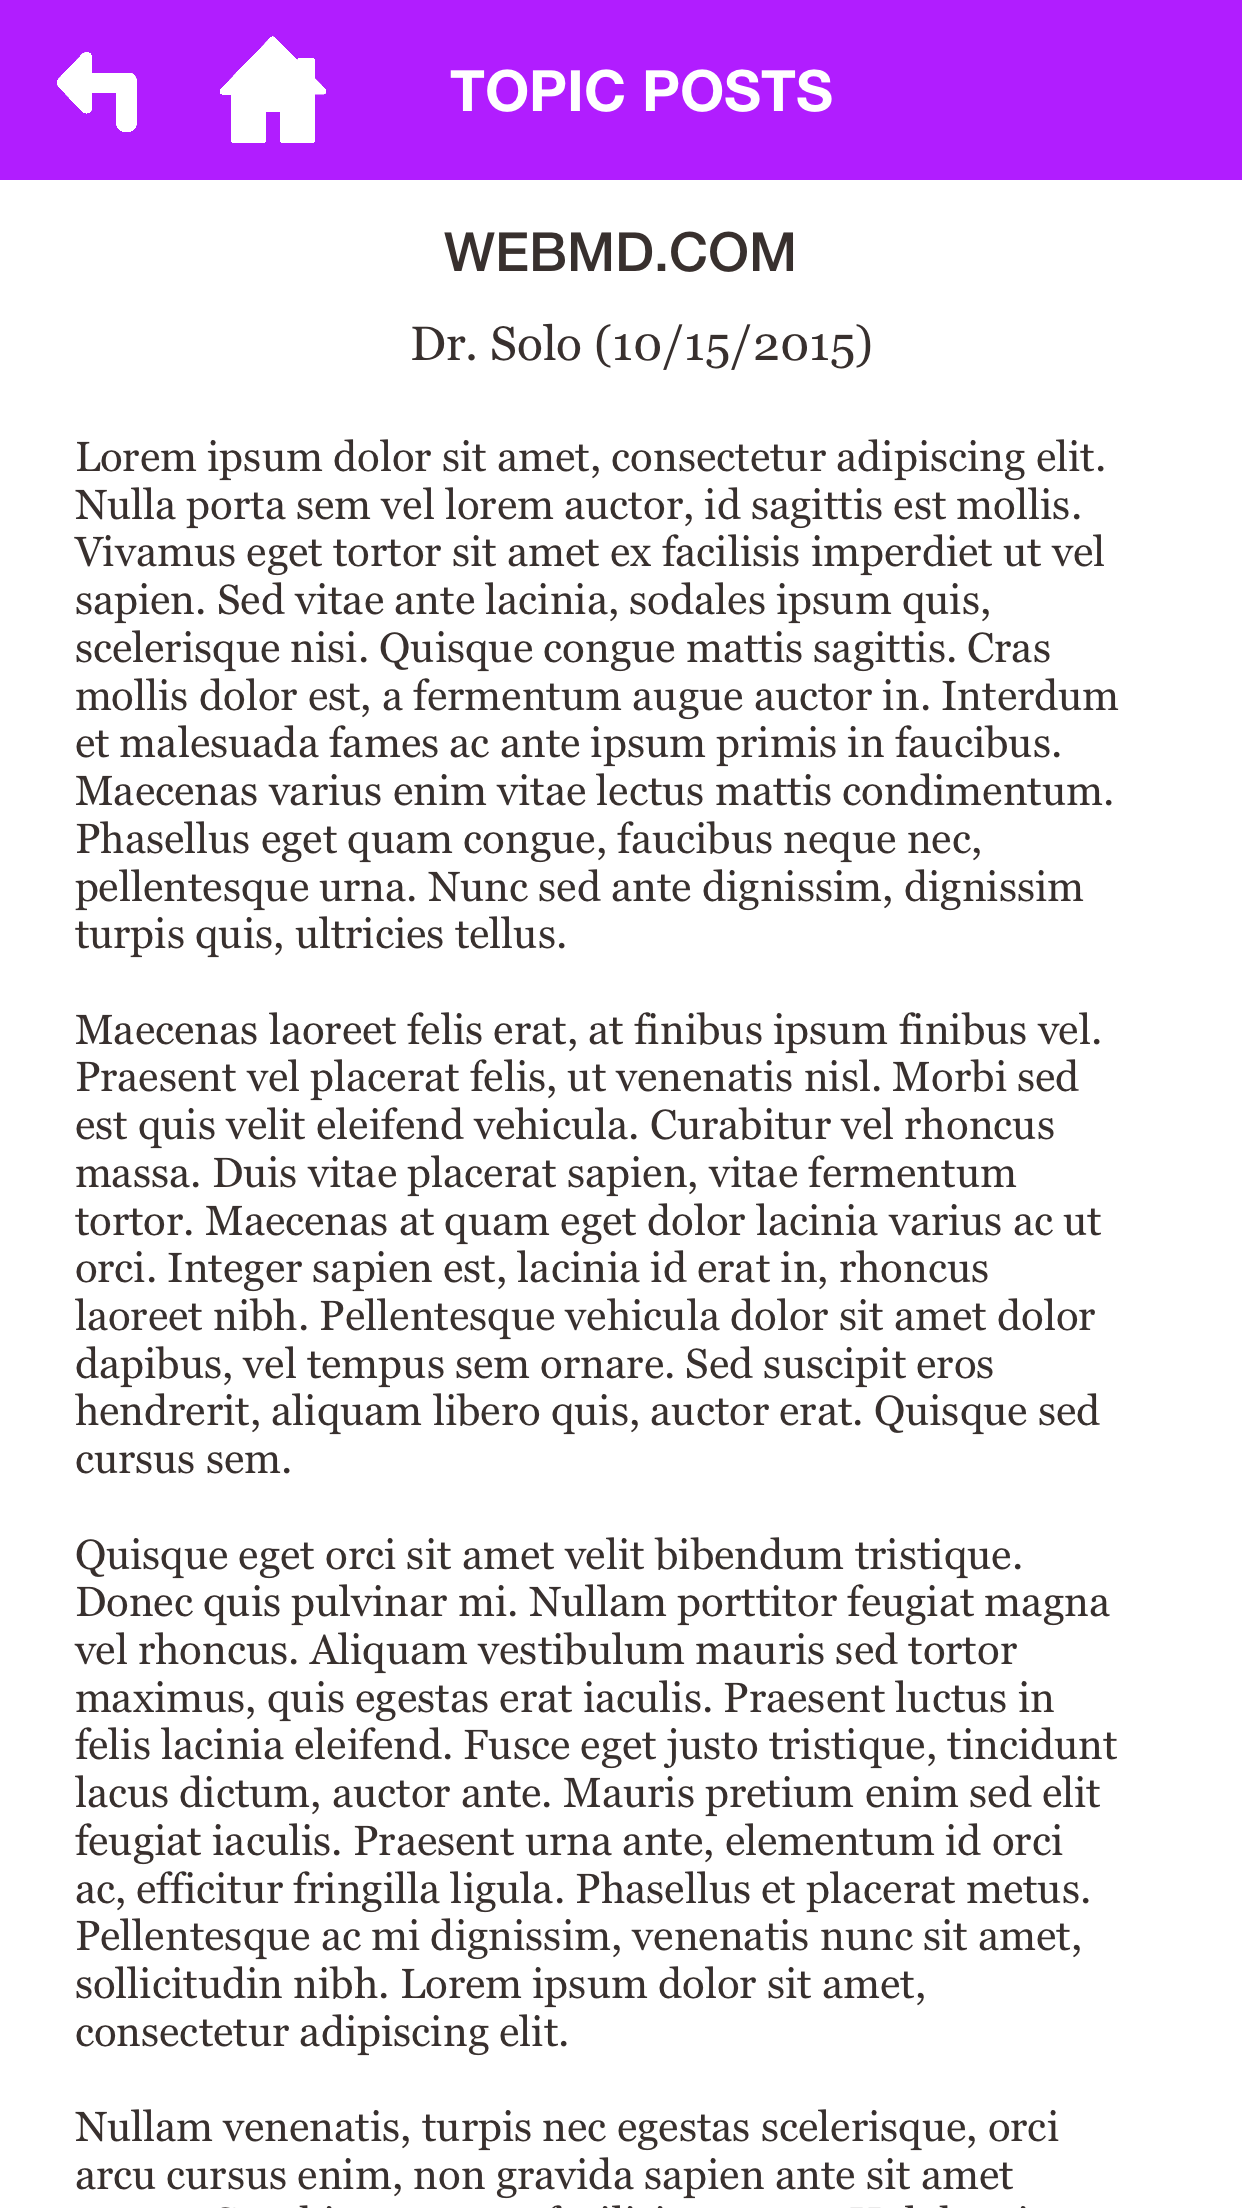 TOPIC POSTS
WEBMD.COM
Dr. Solo (10/15/2015)
Lorem ipsum dolor sit amet, consectetur adipiscing elit.
Nulla porta sem vel lorem auctor, id sagittis est mollis.
Vivamus eget tortor sit amet ex facilisis imperdiet ut vel
sapien. Sed vitae ante lacinia, sodales ipsum quis,
scelerisque nisi. Quisque congue mattis sagittis. Cras
mollis dolor est, a fermentum augue auctor in. Interdum
et malesuada fames ac ante ipsum primis in faucibus.
Maecenas varius enim vitae lectus mattis condimentum.
Phasellus eget quam congue, faucibus neque nec,
pellentesque urna. Nunc sed ante dignissim, dignissim
turpis quis, ultricies tellus.
Maecenas laoreet felis erat, at finibus ipsum finibus vel.
Praesent vel placerat felis, ut venenatis nisl. Morbi sed
est quis velit eleifend vehicula. Curabitur vel rhoncus
massa. Duis vitae placerat sapien, vitae fermentum
tortor. Maecenas at quam eget dolor lacinia varius ac ut
orci. Integer sapien est, lacinia id erat in, rhoncus
laoreet nibh. Pellentesque vehicula dolor sit amet dolor
dapibus, vel tempus sem ornare. Sed suscipit eros
hendrerit, aliquam libero quis, auctor erat. Quisque sed
cursus sem.
Quisque eget orci sit amet velit bibendum tristique.
Donec quis pulvinar mi. Nullam porttitor feugiat magna
vel rhoncus. Aliquam vestibulum mauris sed tortor
maximus, quis egestas erat iaculis. Praesent luctus in
felis lacinia eleifend. Fusce eget justo tristique, tincidunt
lacus dictum, auctor ante. Mauris pretium enim sed elit
feugiat iaculis. Praesent urna ante, elementum id orci
ac, efficitur fringilla ligula. Phasellus et placerat metus.
Pellentesque ac mi dignissim, venenatis nunc sit amet,
sollicitudin nibh. Lorem ipsum dolor sit amet,
consectetur adipiscing elit.
Nullam venenatis, turpis nec egestas scelerisque, orci
arcu cursus enim, non gravida sapien ante sit amet